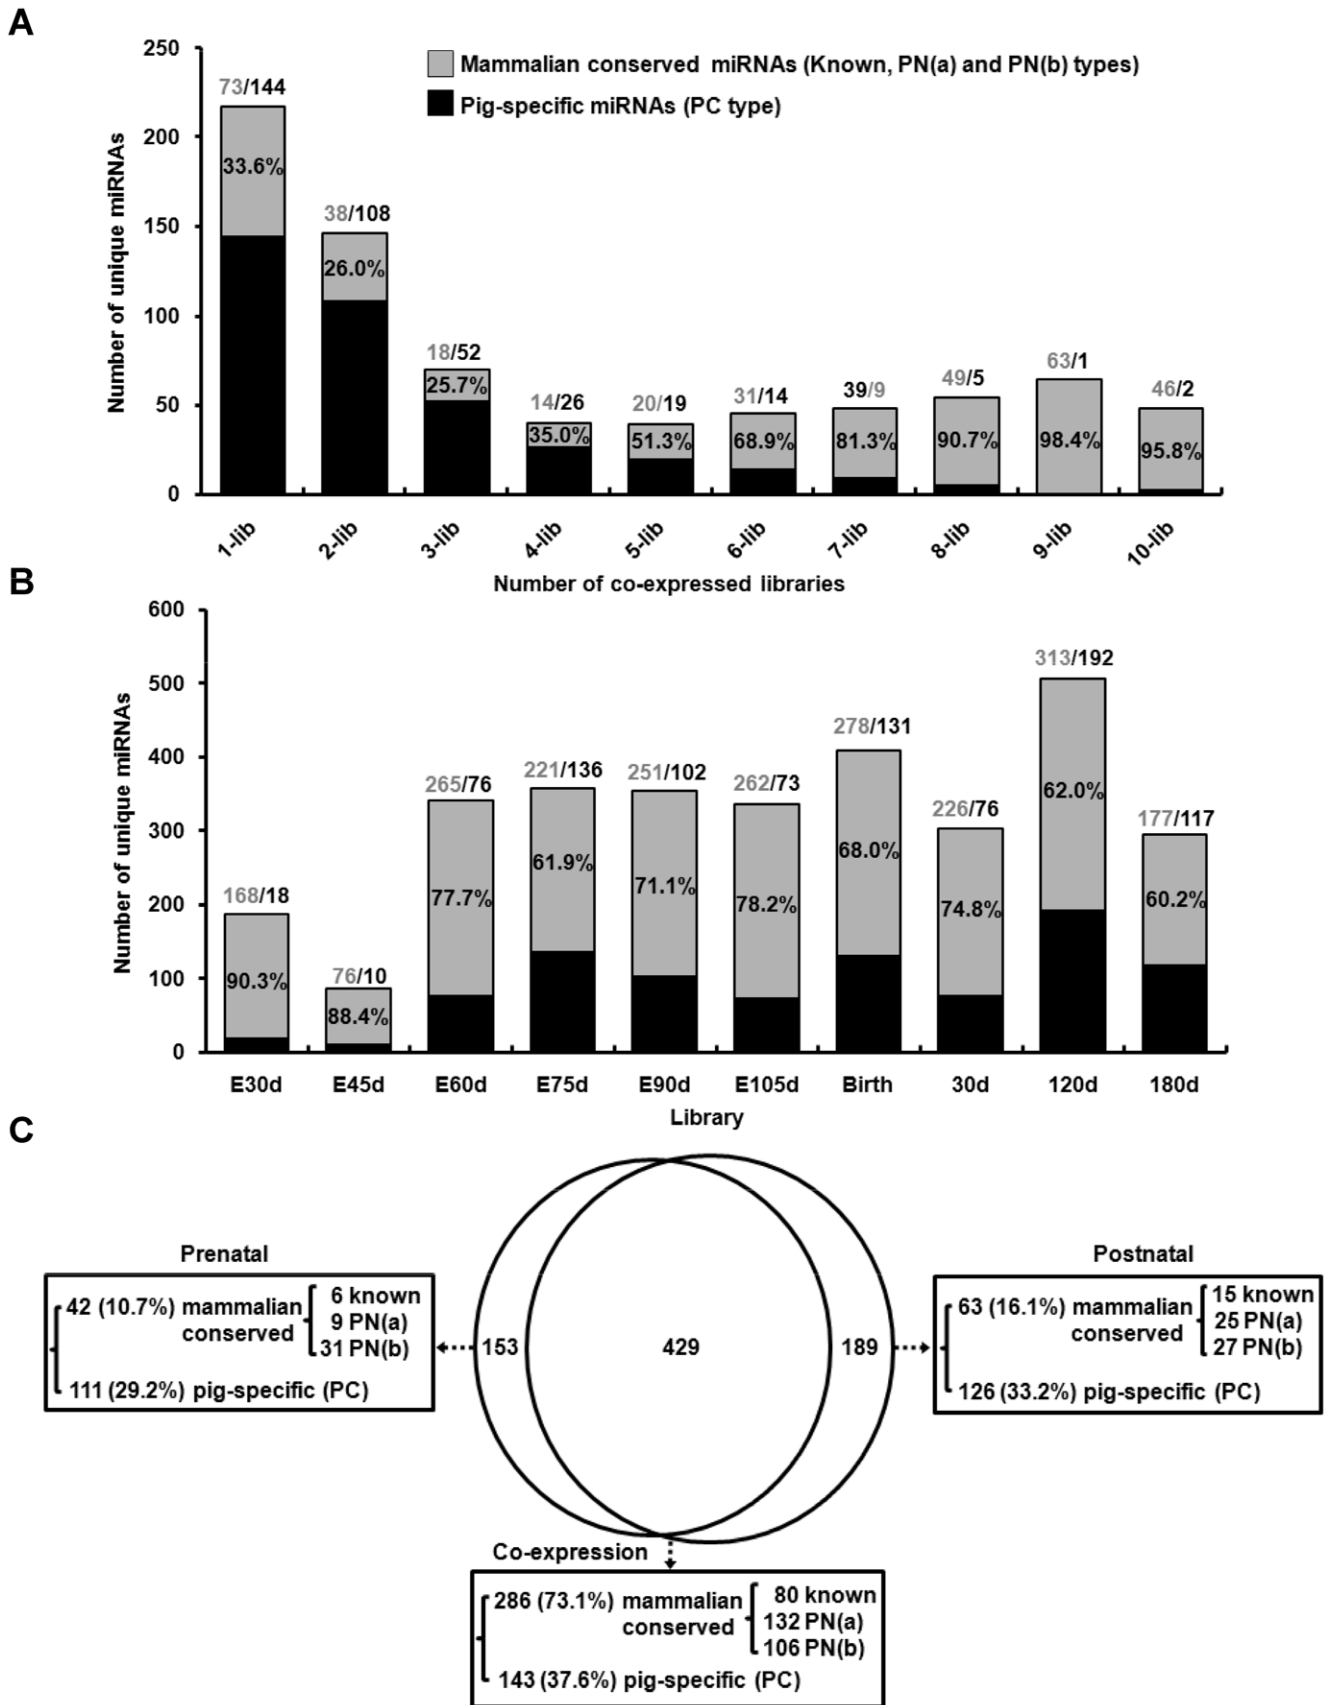 A
250
200
150
100
50
0
Number of unique miRNAs
Mammalian conserved miRNAs (Known, PN(a) and PN(b) types)
Pig-specific miRNAs (PC type)
73/144
33.6%
38/108
26.0%
18/52
25.7%
14/26
35.0%
20/19
51.3%
31/14
68.9%
39/9
81.3%
49/5
90.7%
63/1
98.4%
46/2
95.8%
1-lib
2-lib
3-lib
4-lib
5-lib
6-lib
7-lib
8-lib
9-lib
10-lib
Number of co-expressed libraries
B
600
500
400
300
200
100
0
Number of unique miRNAs
168/18
90.3%
76/10
88.4%
265/76
77.7%
221/136
61.9%
251/102
71.1%
262/73
78.2%
278/131
68.0%
226/76
74.8%
313/192
62.0%
177/117
60.2%
E30d
E45d
E60d
E75d
E90d
E105d
Birth
30d
120d
180d
Library
C
Prenatal
42 (10.7%) mammalian
conserved
6 known
9 PN(a)
31 PN(b)
111 (29.2%) pig-specific (PC)
153
429
189
Postnatal
63 (16.1%) mammalian
conserved
15 known
25 PN(a)
27 PN(b)
126 (33.2%) pig-specific (PC)
Co-expression
286 (73.1%) mammalian
conserved
80 known
132 PN(a)
106 PN(b)
143 (37.6%) pig-specific (PC)